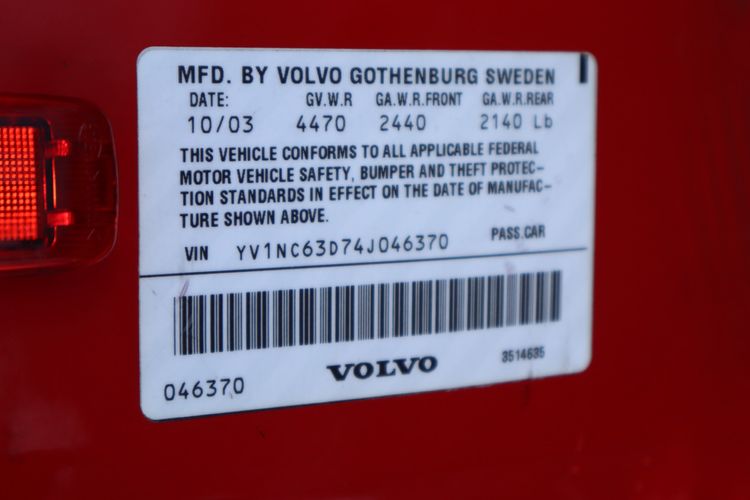 MFD. BY VOLVO GOTHENBURG SWEDEN
DATE: GV.W.R GA.W.R.FRONT GA.W.R.REAR
10/03 4470 2440 2140 Lb
THIS VEHICLE CONFORMS TO ALL APPLICABLE FEDERAL
MOTOR VEHICLE SAFETY, BUMPER AND THEFT PROTEC-
TION STANDARDS IN EFFECT ON THE DATE OF MANUFAC-
TURE SHOWN ABOVE.
VIN YV1NC63D74J046370 PASS.CAR
046370 VOLVO 3514635